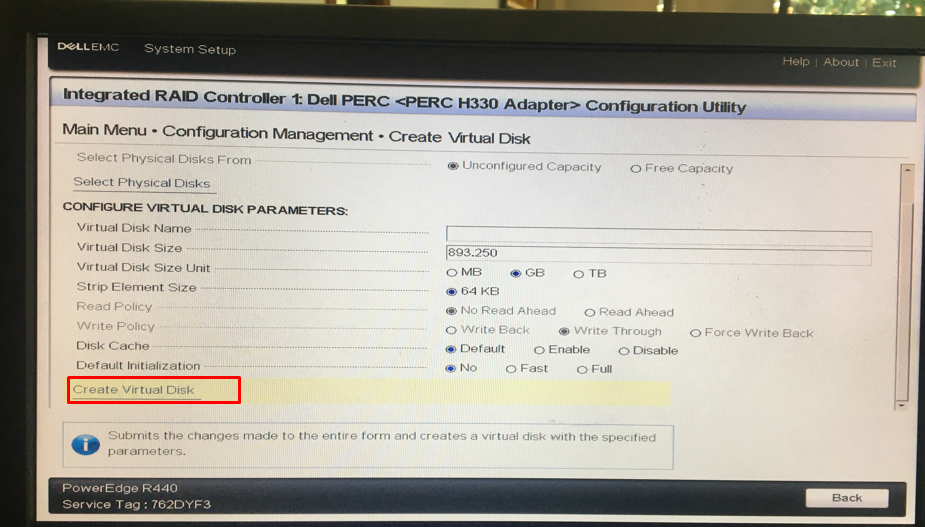 DELLEMC System Setup
Help | About | Exit
Integrated RAID Controller 1: Dell PERC <PERC H330 Adapter> Configuration Utility
Main Menu • Configuration Management • Create Virtual Disk
Select Physical Disks From Unconfigured Capacity Free Capacity
Select Physical Disks
CONFIGURE VIRTUAL DISK PARAMETERS:
Virtual Disk Name
Virtual Disk Size 893.250
Virtual Disk Size Unit MB GB TB
Strip Element Size 64 KB
Read Policy No Read Ahead Read Ahead
Write Policy Write Back Write Through Force Write Back
Disk Cache Default Enable Disable
Default Initialization No Fast Full
Create Virtual Disk
Submits the changes made to the entire form and creates a virtual disk with the specified
parameters.
PowerEdge R440
Service Tag : 762DYF3
Back